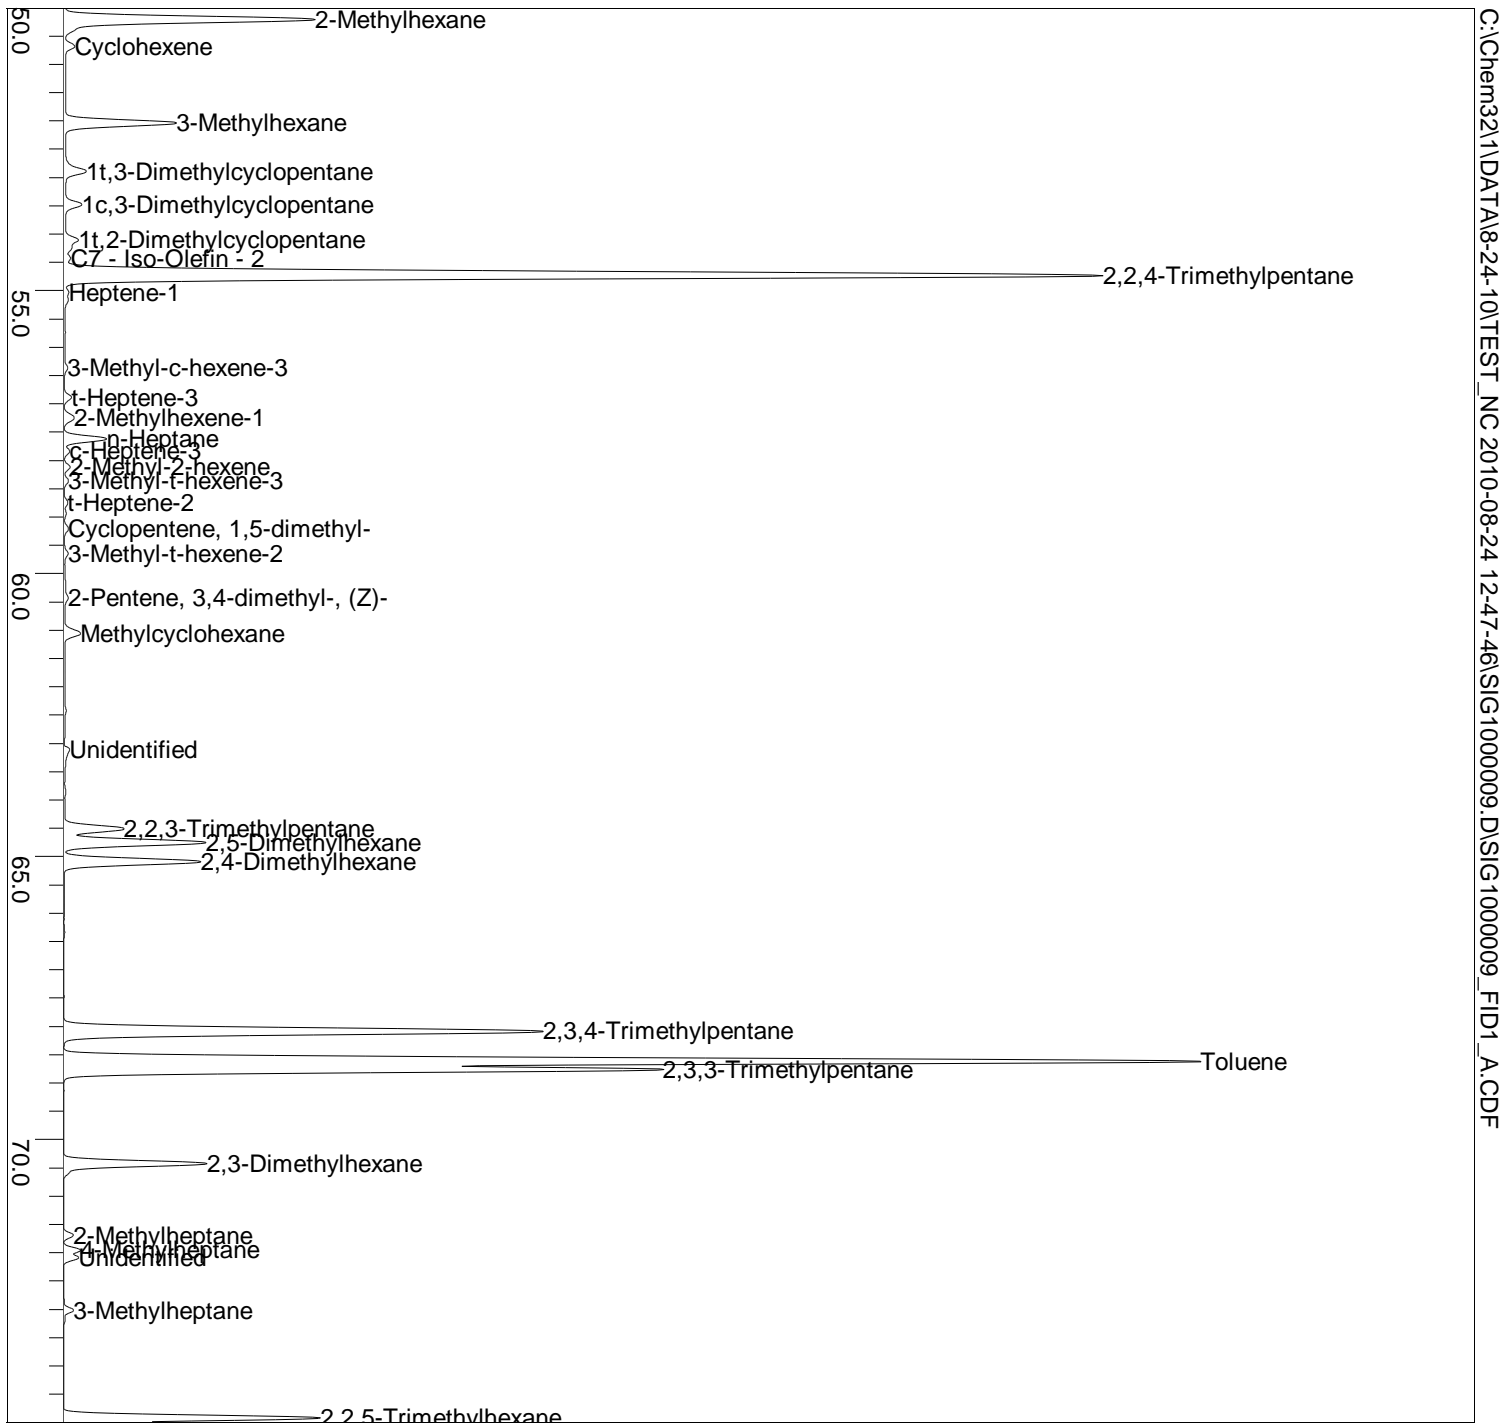 C:\Chem32\1\DATA\8-24-10\TEST_NC 2010-08-24 12-47-46\SIG1000009.D\SIG1000009_FID1_A.CDF
50.0
2-Methylhexane
Cyclohexene
3-Methylhexane
1t,3-Dimethylcyclopentane
1c,3-Dimethylcyclopentane
1t,2-Dimethylcyclopentane
C7 - Iso-Olefin - 2
2,2,4-Trimethylpentane
Heptene-1
55.0
3-Methyl-c-hexene-3
t-Heptene-3
2-Methylhexene-1
n-Heptane
c-Heptene-3
2-Methyl-2-hexene
3-Methyl-t-hexene-3
t-Heptene-2
Cyclopentene, 1,5-dimethyl-
3-Methyl-t-hexene-2
60.0
2-Pentene, 3,4-dimethyl-, (Z)-
Methylcyclohexane
Unidentified
2,2,3-Trimethylpentane
2,5-Dimethylhexane
2,4-Dimethylhexane
65.0
2,3,4-Trimethylpentane
Toluene
2,3,3-Trimethylpentane
70.0
2,3-Dimethylhexane
2-Methylheptane
4-Methylheptane
Unidentified
3-Methylheptane
2,2,5-Trimethylhexane